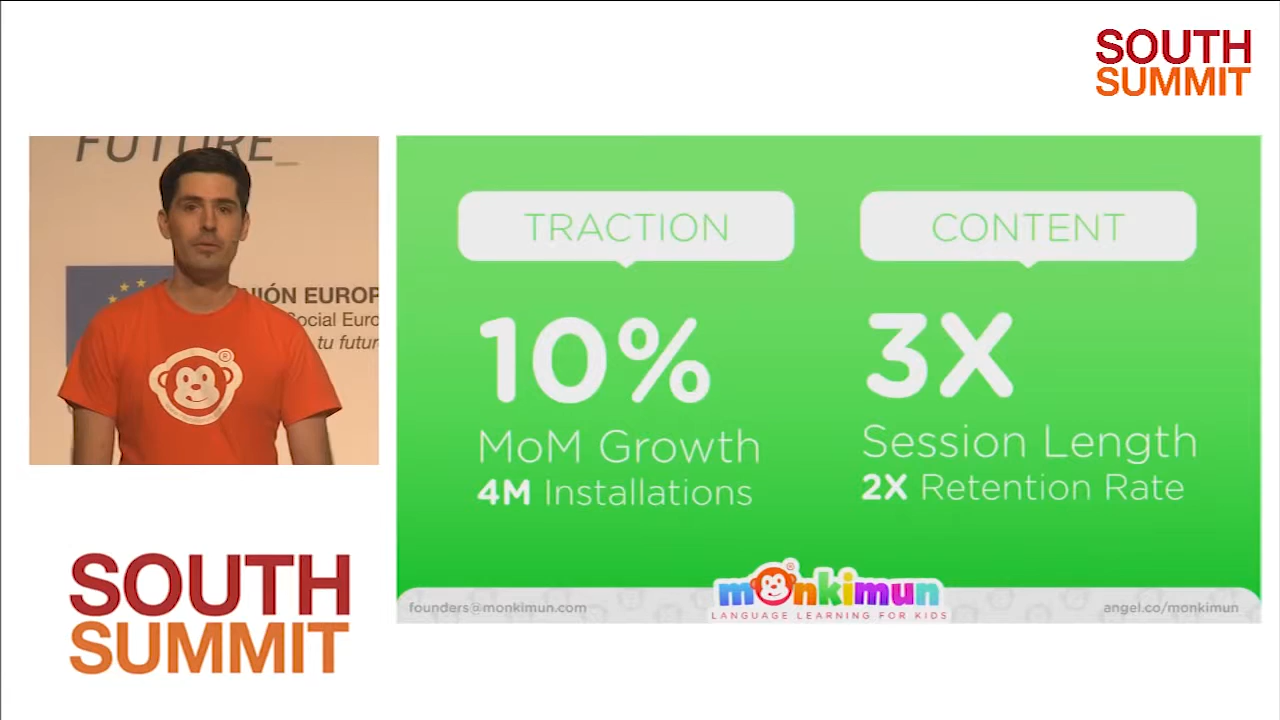 SOUTH
SUMMIT
FUTURE_
NIÓN EUROP
Social Euro
tu futur
®
TRACTION
CONTENT
10%
3X
MoM Growth
Session Length
4M Installations
2X Retention Rate
founders@monkimun.com
monkimun
®
LANGUAGE LEARNING FOR KIDS
angel.co/monkimun
SOUTH
SUMMIT